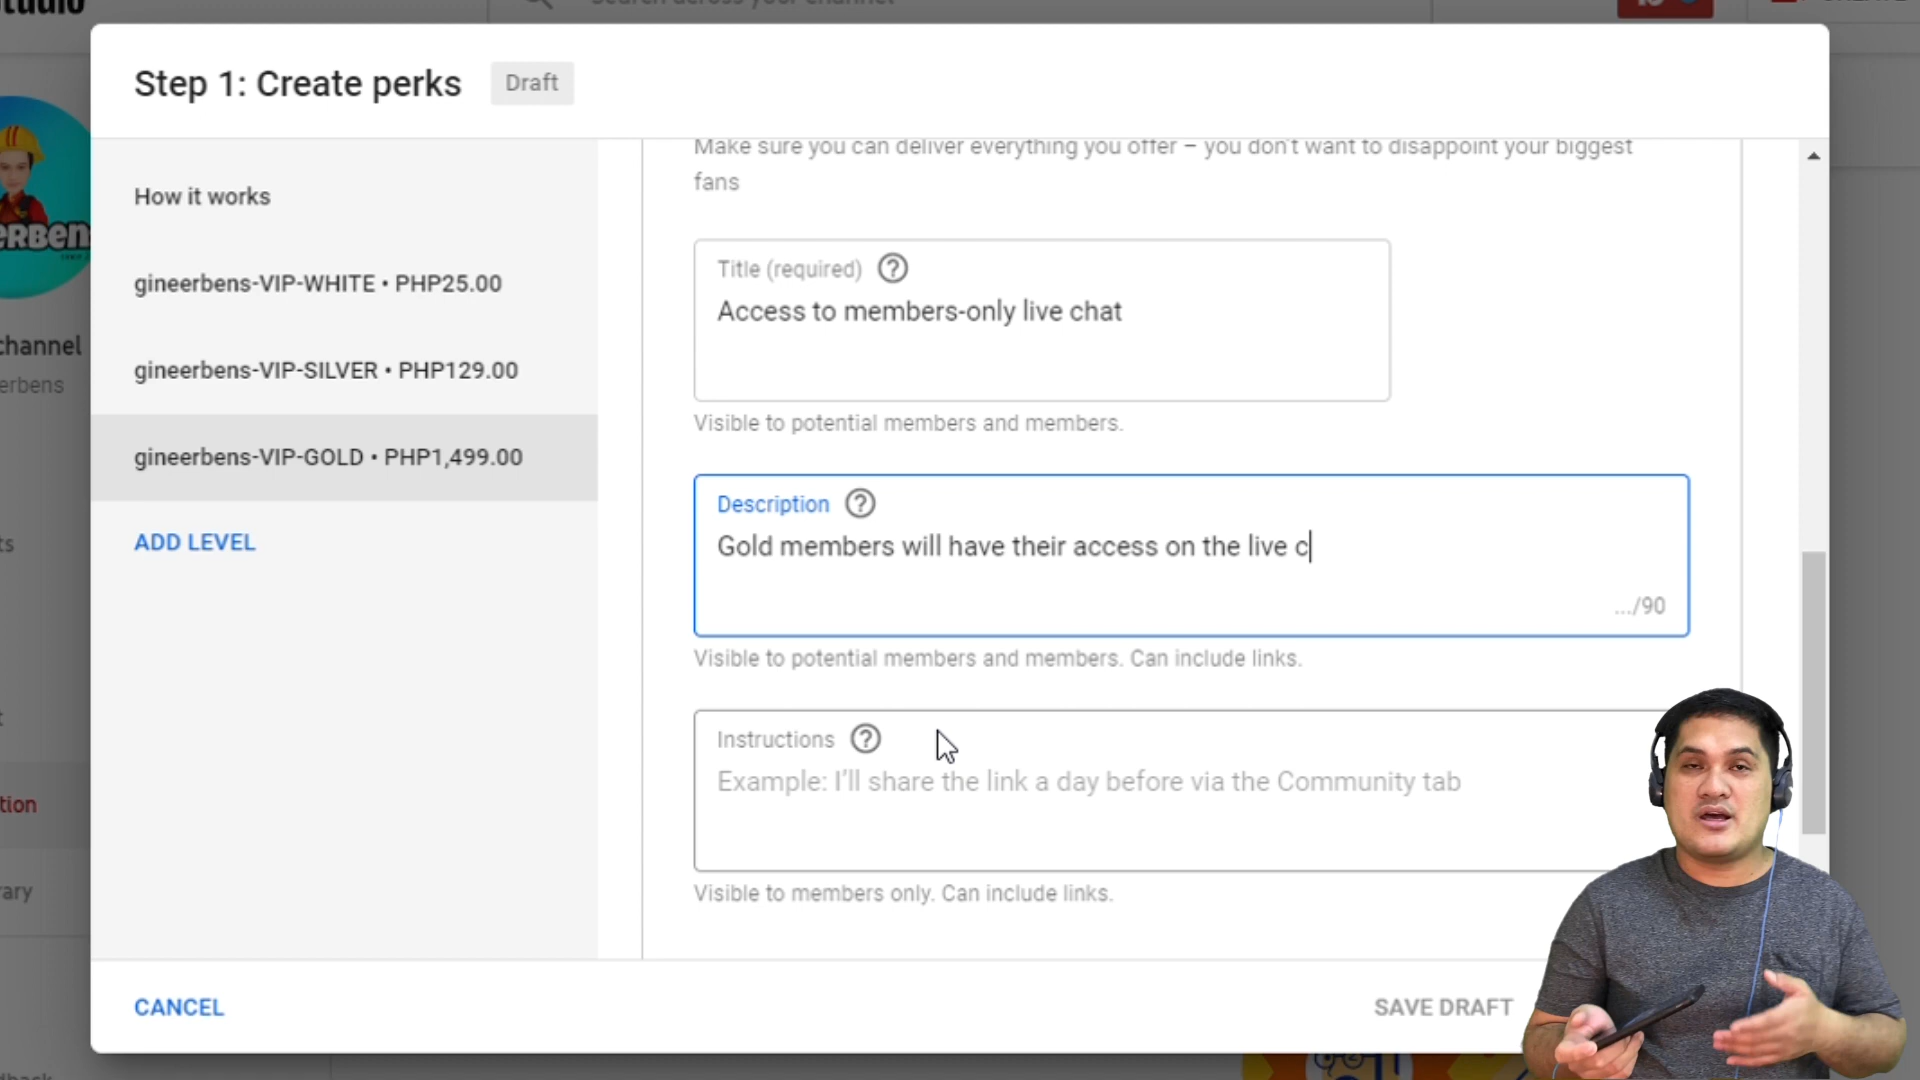 Search across your channel
Step 1: Create perks
Draft
Make sure you can deliver everything you offer – you don't want to disappoint your biggest
fans
How it works
gineerbens-VIP-WHITE • PHP25.00
gineerbens-VIP-SILVER • PHP129.00
gineerbens-VIP-GOLD • PHP1,499.00
ADD LEVEL
Title (required)
Access to members-only live chat
Visible to potential members and members.
Description
Gold members will have their access on the live c
.../90
Visible to potential members and members. Can include links.
Instructions
Example: I'll share the link a day before via the Community tab
Visible to members only. Can include links.
channel
erbens
CANCEL
SAVE DRAFT